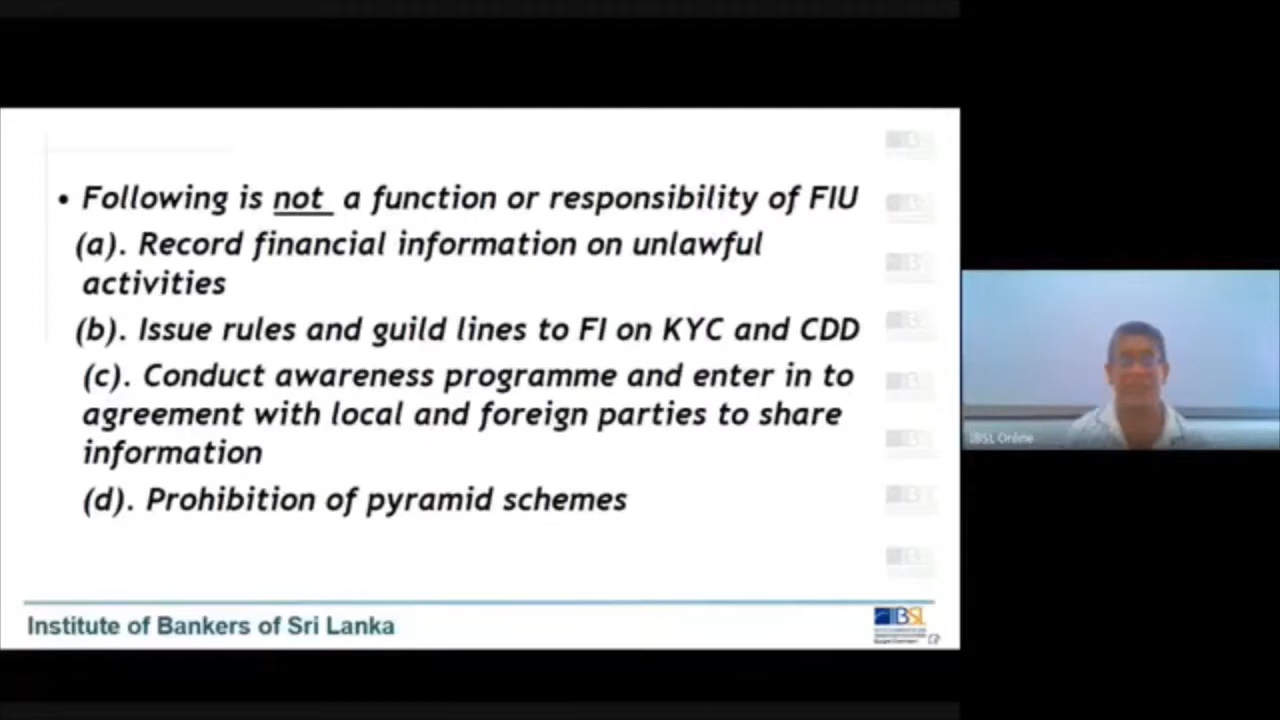 • Following is not a function or responsibility of FIU
(a). Record financial information on unlawful
activities
(b). Issue rules and guild lines to FI on KYC and CDD
(c). Conduct awareness programme and enter in to
agreement with local and foreign parties to share
information
(d). Prohibition of pyramid schemes
Institute of Bankers of Sri Lanka
IBSL
IBSL Online